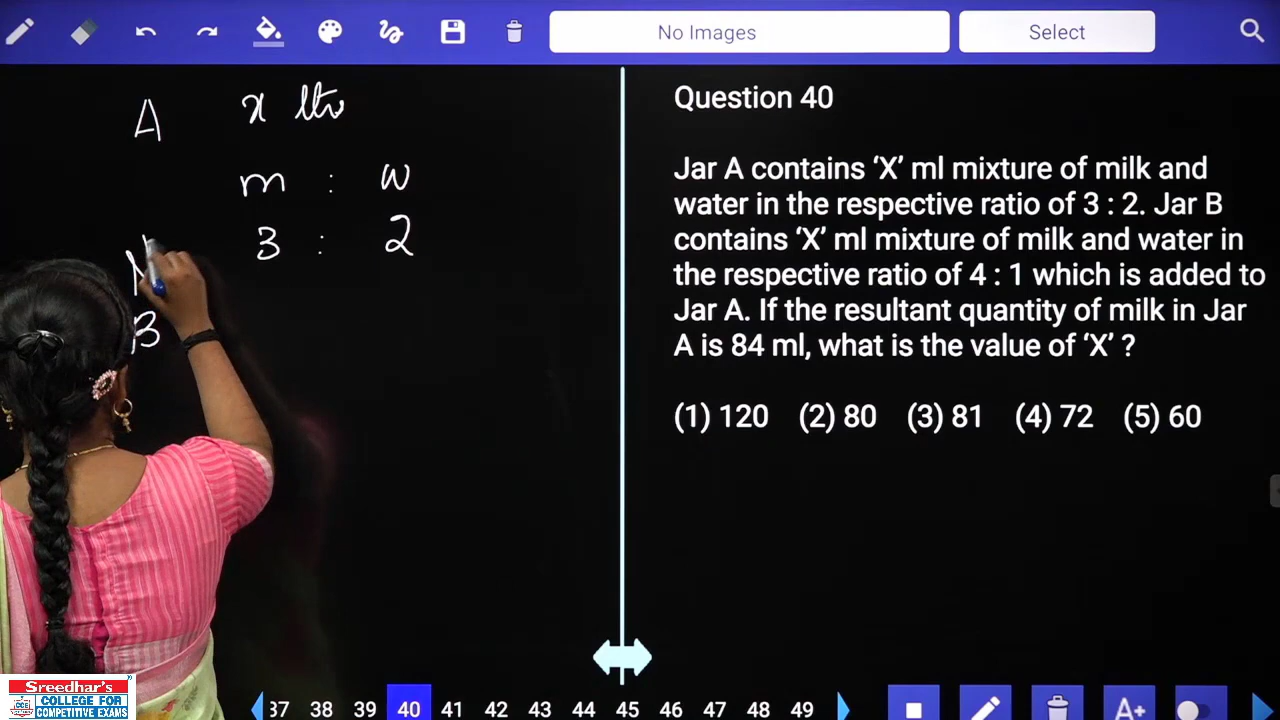 No Images
Select
A x ltr
m : w
3 : 2
B
Question 40
Jar A contains ‘X’ ml mixture of milk and
water in the respective ratio of 3 : 2. Jar B
contains ‘X’ ml mixture of milk and water in
the respective ratio of 4 : 1 which is added to
Jar A. If the resultant quantity of milk in Jar
A is 84 ml, what is the value of ‘X’ ?
(1) 120 (2) 80 (3) 81 (4) 72 (5) 60
Sreedhar's
CCE
COLLEGE FOR
COMPETITIVE EXAMS
37 38 39 40 41 42 43 44 45 46 47 48 49
A+